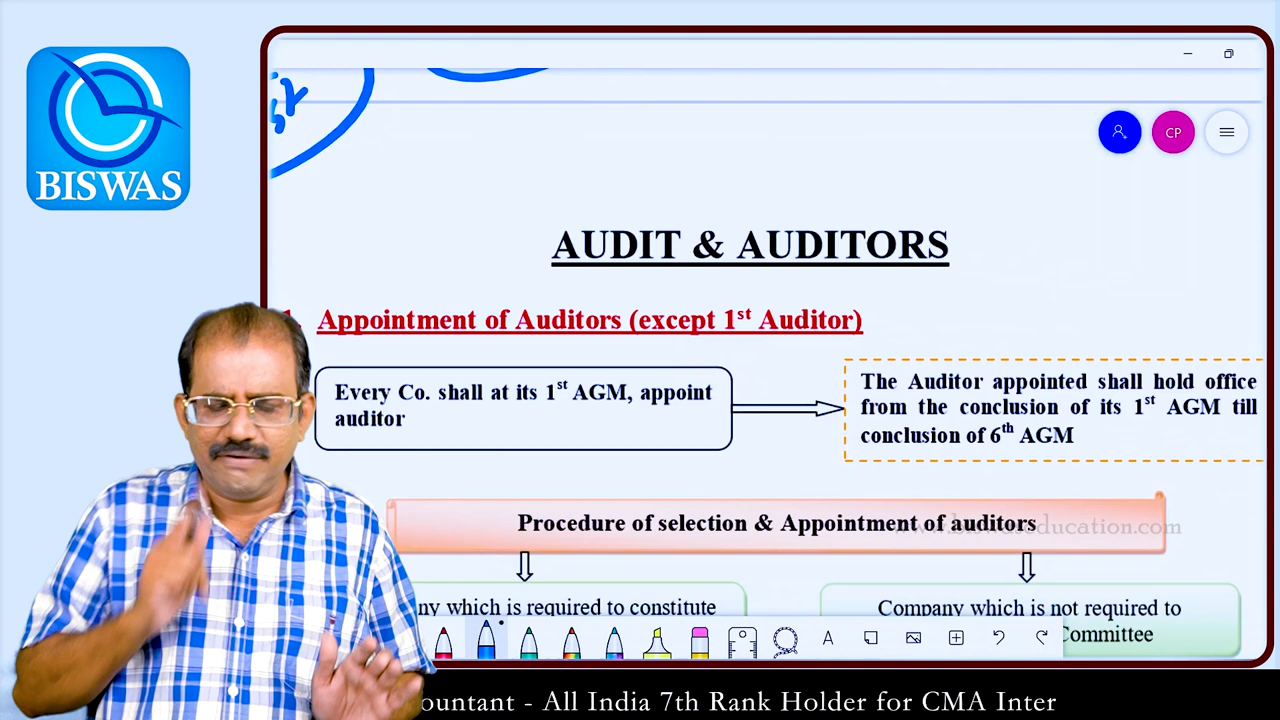 BISWAS
CP
AUDIT & AUDITORS
Appointment of Auditors (except 1st Auditor)
Every Co. shall at its 1st AGM, appoint
auditor
The Auditor appointed shall hold office
from the conclusion of its 1st AGM till
conclusion of 6th AGM
Procedure of selection & Appointment of auditors
www.biswaseducation.com
which is required to constitute
Company which is not required to
Committee
A
- All India 7th Rank Holder for CMA Inter